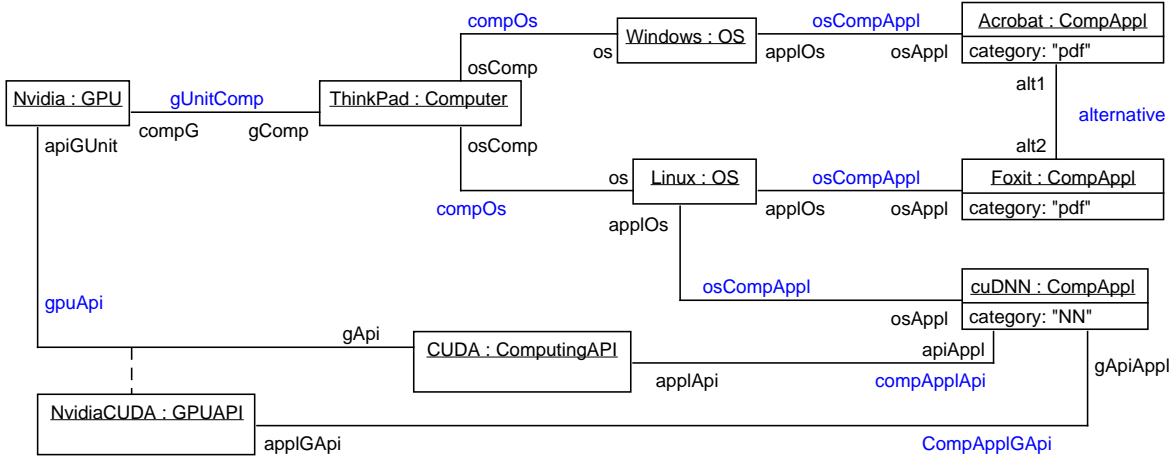 compOs
osCompAppl
Acrobat : CompAppl
Windows : OS
os
applOs
osAppl
category: "pdf"
osComp
alt1
Nvidia : GPU
gUnitComp
ThinkPad : Computer
alternative
compG
gComp
apiGUnit
osComp
alt2
os
Linux : OS
osCompAppl
Foxit : CompAppl
compOs
applOs
osAppl
category: "pdf"
applOs
gpuApi
osCompAppl
cuDNN : CompAppl
osAppl
category: "NN"
gApi
CUDA : ComputingAPI
apiAppl
gApiAppl
applApi
compApplApi
NvidiaCUDA : GPUAPI
applGApi
CompApplGApi